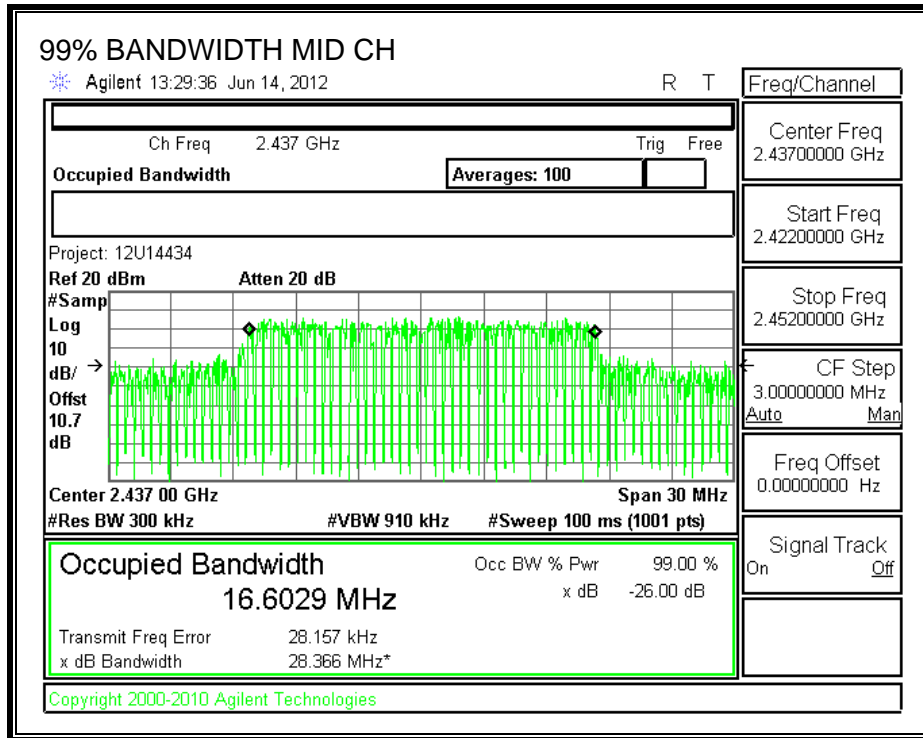 99% BANDWIDTH MID CH
Agilent 13:29:36 Jun 14, 2012 R T
Ch Freq 2.437 GHz Trig Free
Occupied Bandwidth Averages: 100
Project: 12U14434
Ref 20 dBm Atten 20 dB
#Samp
Log
10
dB/
Offst
10.7
dB
Center 2.437 00 GHz Span 30 MHz
#Res BW 300 kHz #VBW 910 kHz #Sweep 100 ms (1001 pts)
Occupied Bandwidth Occ BW % Pwr 99.00 %
16.6029 MHz x dB -26.00 dB
Transmit Freq Error 28.157 kHz
x dB Bandwidth 28.366 MHz*
Copyright 2000-2010 Agilent Technologies
Freq/Channel
Center Freq
2.43700000 GHz
Start Freq
2.42200000 GHz
Stop Freq
2.45200000 GHz
CF Step
3.00000000 MHz
Auto Man
Freq Offset
0.00000000 Hz
Signal Track
On Off